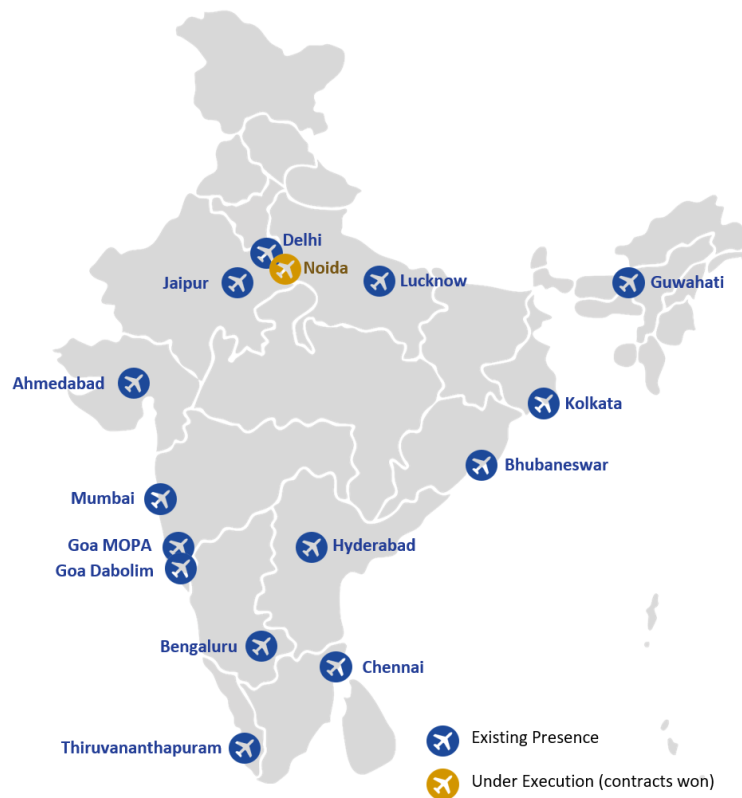 Delhi
Noida
Jaipur
Lucknow
Guwahati
Ahmedabad
Kolkata
Bhubaneswar
Mumbai
Goa MOPA
Hyderabad
Goa Dabolim
Bengaluru
Chennai
Thiruvananthapuram
Existing Presence
Under Execution (contracts won)